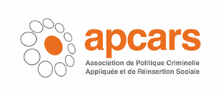 apcars
Association de Politique Criminelle
Appliquée et de Réinsertion Sociale